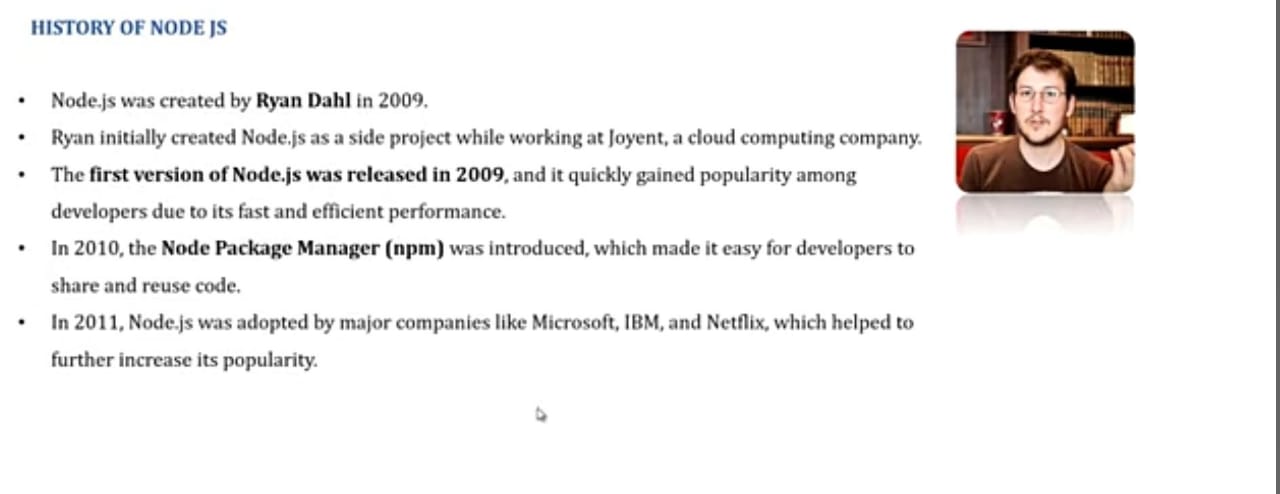 HISTORY OF NODE JS
• Node.js was created by Ryan Dahl in 2009.
• Ryan initially created Node.js as a side project while working at Joyent, a cloud computing company.
• The first version of Node.js was released in 2009, and it quickly gained popularity among
developers due to its fast and efficient performance.
• In 2010, the Node Package Manager (npm) was introduced, which made it easy for developers to
share and reuse code.
• In 2011, Node.js was adopted by major companies like Microsoft, IBM, and Netflix, which helped to
further increase its popularity.